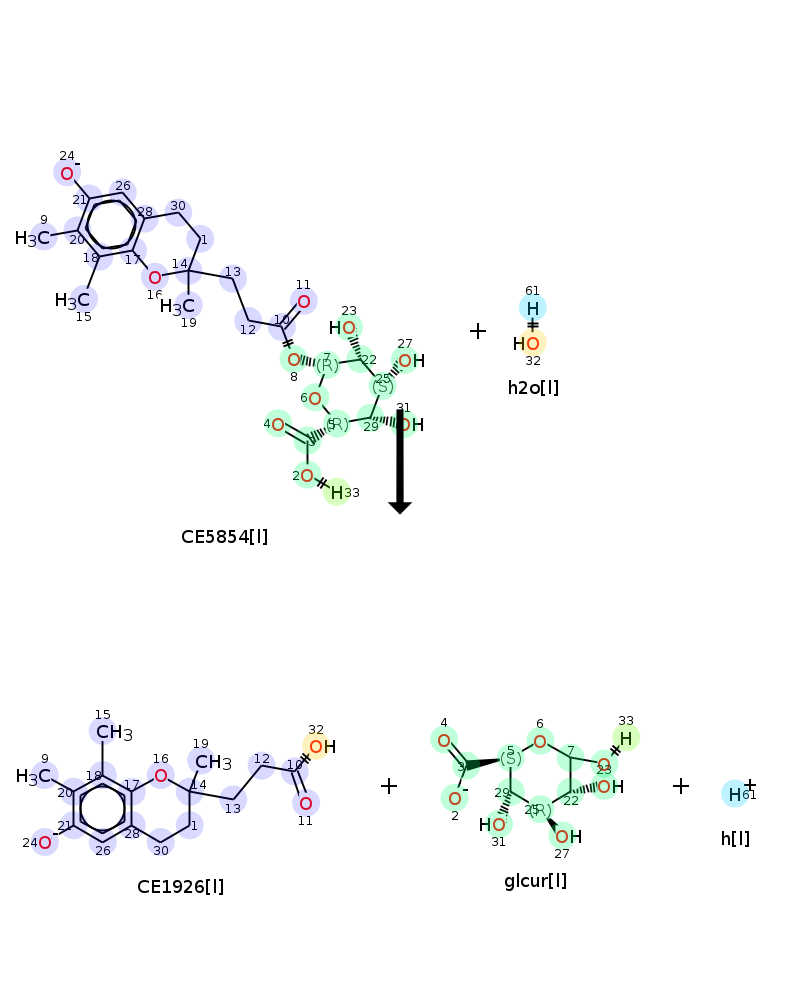 24
O-
26
21
28
30
9
H3C
20
1
18
17
14
13
O
16
H3C
15
H3C
19
11
O
10
12
23
HO
27
OH
O
8
7
(R)
22
25
(S)
6
O
31
OH
4
O
5
(R)
29
3
2
O
H
33
CE5854[l]
+
61
H
HO
32
h2o[l]
15
CH3
9
H3C
18
16
O
19
CH3
12
32
OH
20
17
14
10
21
13
O
11
24
O-
26
28
30
1
CE1926[l]
+
4
O
6
O
33
H
3
5
(S)
7
O
23
O-
2
29
25
(R)
22
OH
HO
31
OH
27
glcur[l]
+
H+
61
h[l]